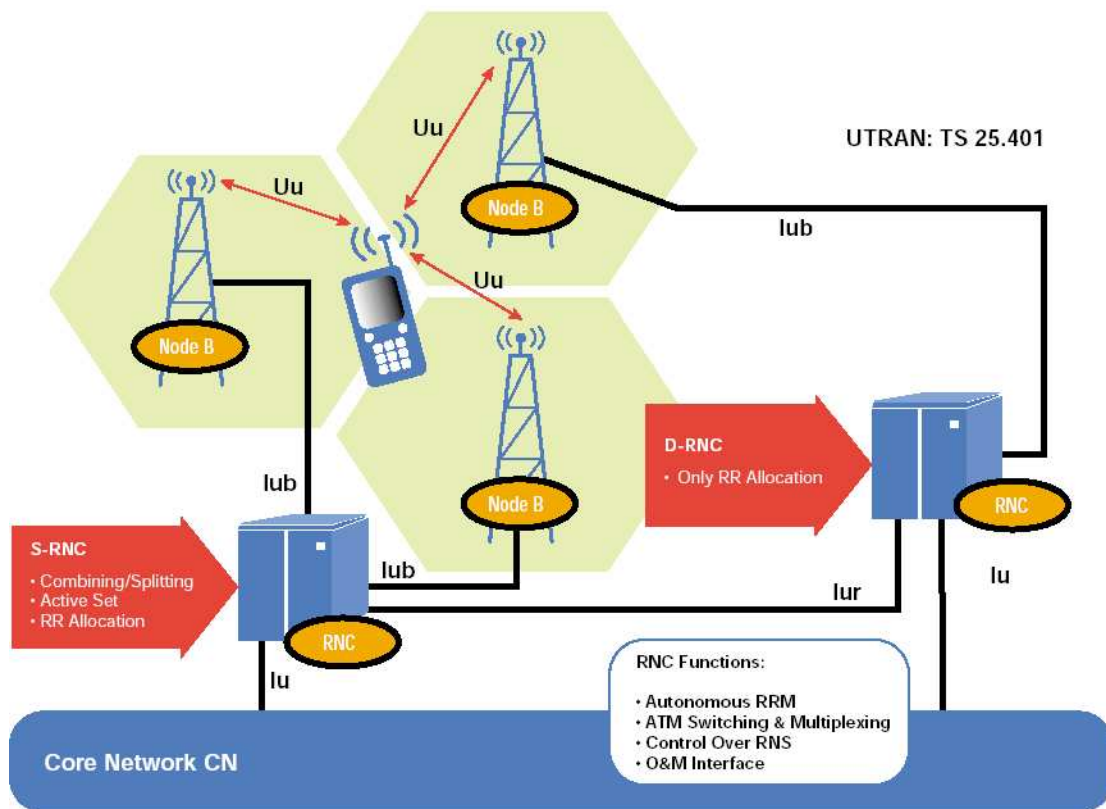 Uu
UTRAN: TS 25.401
Uu
Node B
Iub
Uu
Node B
D-RNC
• Only RR Allocation
Iub
Node B
RNC
S-RNC
• Combining/Splitting
• Active Set
• RR Allocation
Iub
Iur
Iu
RNC
Iu
RNC Functions:
• Autonomous RRM
• ATM Switching & Multiplexing
• Control Over RNS
• O&M Interface
Core Network CN